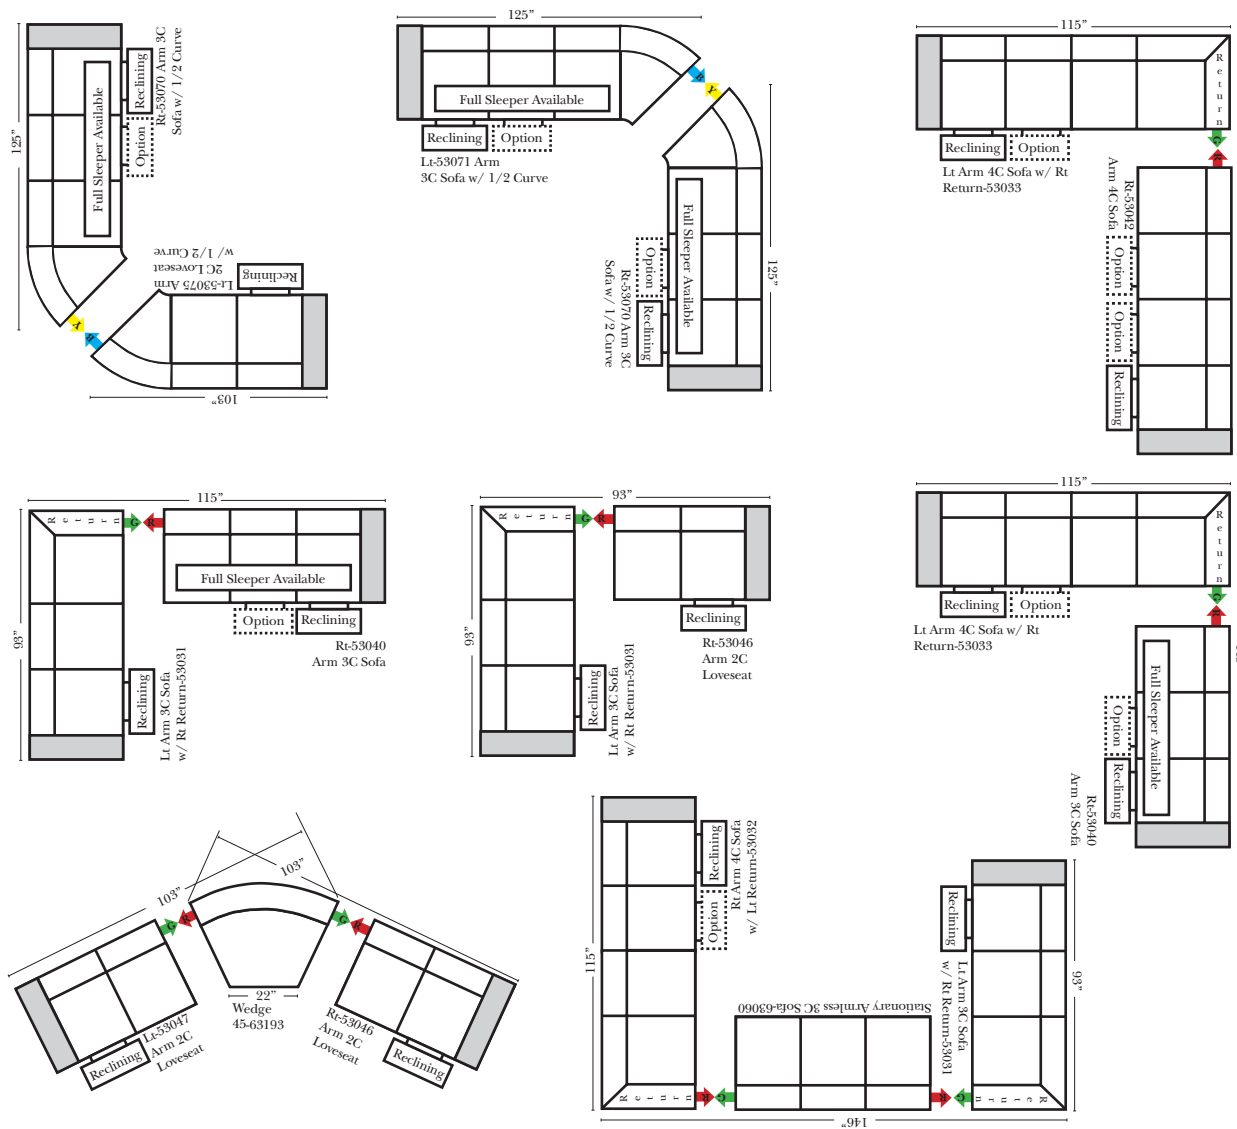 125”
Full Sleeper Available
Reclining
Option
Rt-53070 Arm 3C
Sofa w/ 1/2 Curve
Y
B
Lt-53075 Arm
2C Loveseat
w/ 1/2 Curve
Reclining
103”
125”
Full Sleeper Available
Reclining
Option
Lt-53071 Arm
3C Sofa w/ 1/2 Curve
B
Y
125”
Full Sleeper Available
Option
Reclining
Rt-53070 Arm 3C
Sofa w/ 1/2 Curve
115”
Return
Reclining
Option
Lt Arm 4C Sofa w/ Rt
Return-53033
G
R
Rt-53042
Arm 4C Sofa
Option
Option
Reclining
115”
Return
G
R
Full Sleeper Available
Option
Reclining
Rt-53040
Arm 3C Sofa
93”
Reclining
Lt Arm 3C Sofa
w/ Rt Return-53031
93”
Return
G
R
Reclining
Rt-53046
Arm 2C
Loveseat
93”
Reclining
Lt Arm 3C Sofa
w/ Rt Return-53031
115”
Return
Reclining
Option
Lt Arm 4C Sofa w/ Rt
Return-53033
G
R
Full Sleeper Available
Option
Reclining
Rt-53040
Arm 3C Sofa
103”
103”
G
R
G
R
22”
Wedge
45-63193
Reclining
Lt-53047
Arm 2C
Loveseat
Rt-53046
Arm 2C
Loveseat
Reclining
115”
Reclining
Option
Rt Arm 4C Sofa
w/ Lt Return-53032
Return
R
G
Stationary Armless 3C Sofa-63060
R
G
Reclining
Lt Arm 3C Sofa
w/ Rt Return-53031
Return
93”
146”